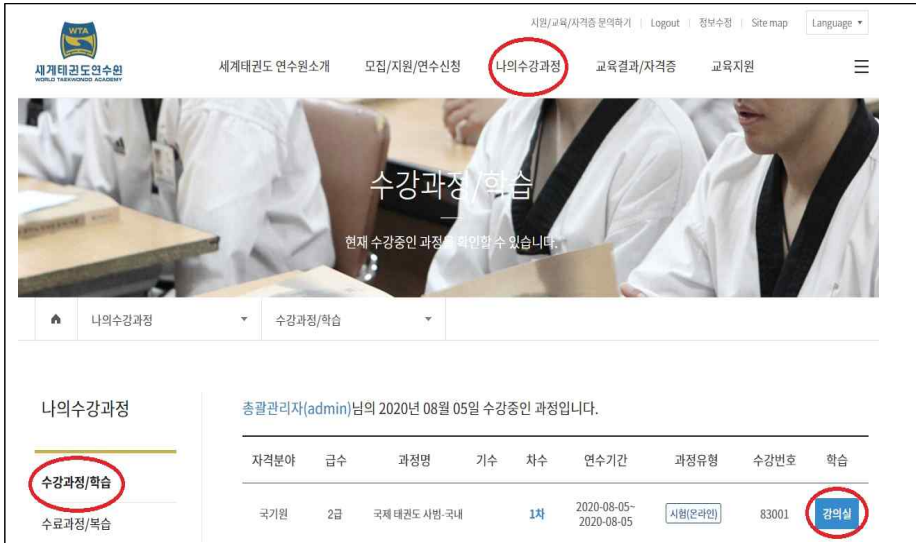 지원/교육/자격증 문의하기 | Logout | 정보수정 | Site map Language
WTA
세계태권도연수원
WORLD TAEKWONDO ACADEMY
세계태권도 연수원소개 모집/지원/연수신청 나의수강과정 교육결과/자격증 교육지원
수강과정/학습
현재 수강중인 과정을 확인할 수 있습니다.
나의수강과정 수강과정/학습
나의수강과정
수강과정/학습
수료과정/복습
총괄관리자(admin)님의 2020년 08월 05일 수강중인 과정입니다.
자격분야 급수 과정명 기수 차수 연수기간 과정유형 수강번호 학습
국기원 2급 국제 태권도 사범-국내 1차 2020-08-05~ 시험(온라인) 83001 강의실
2020-08-05